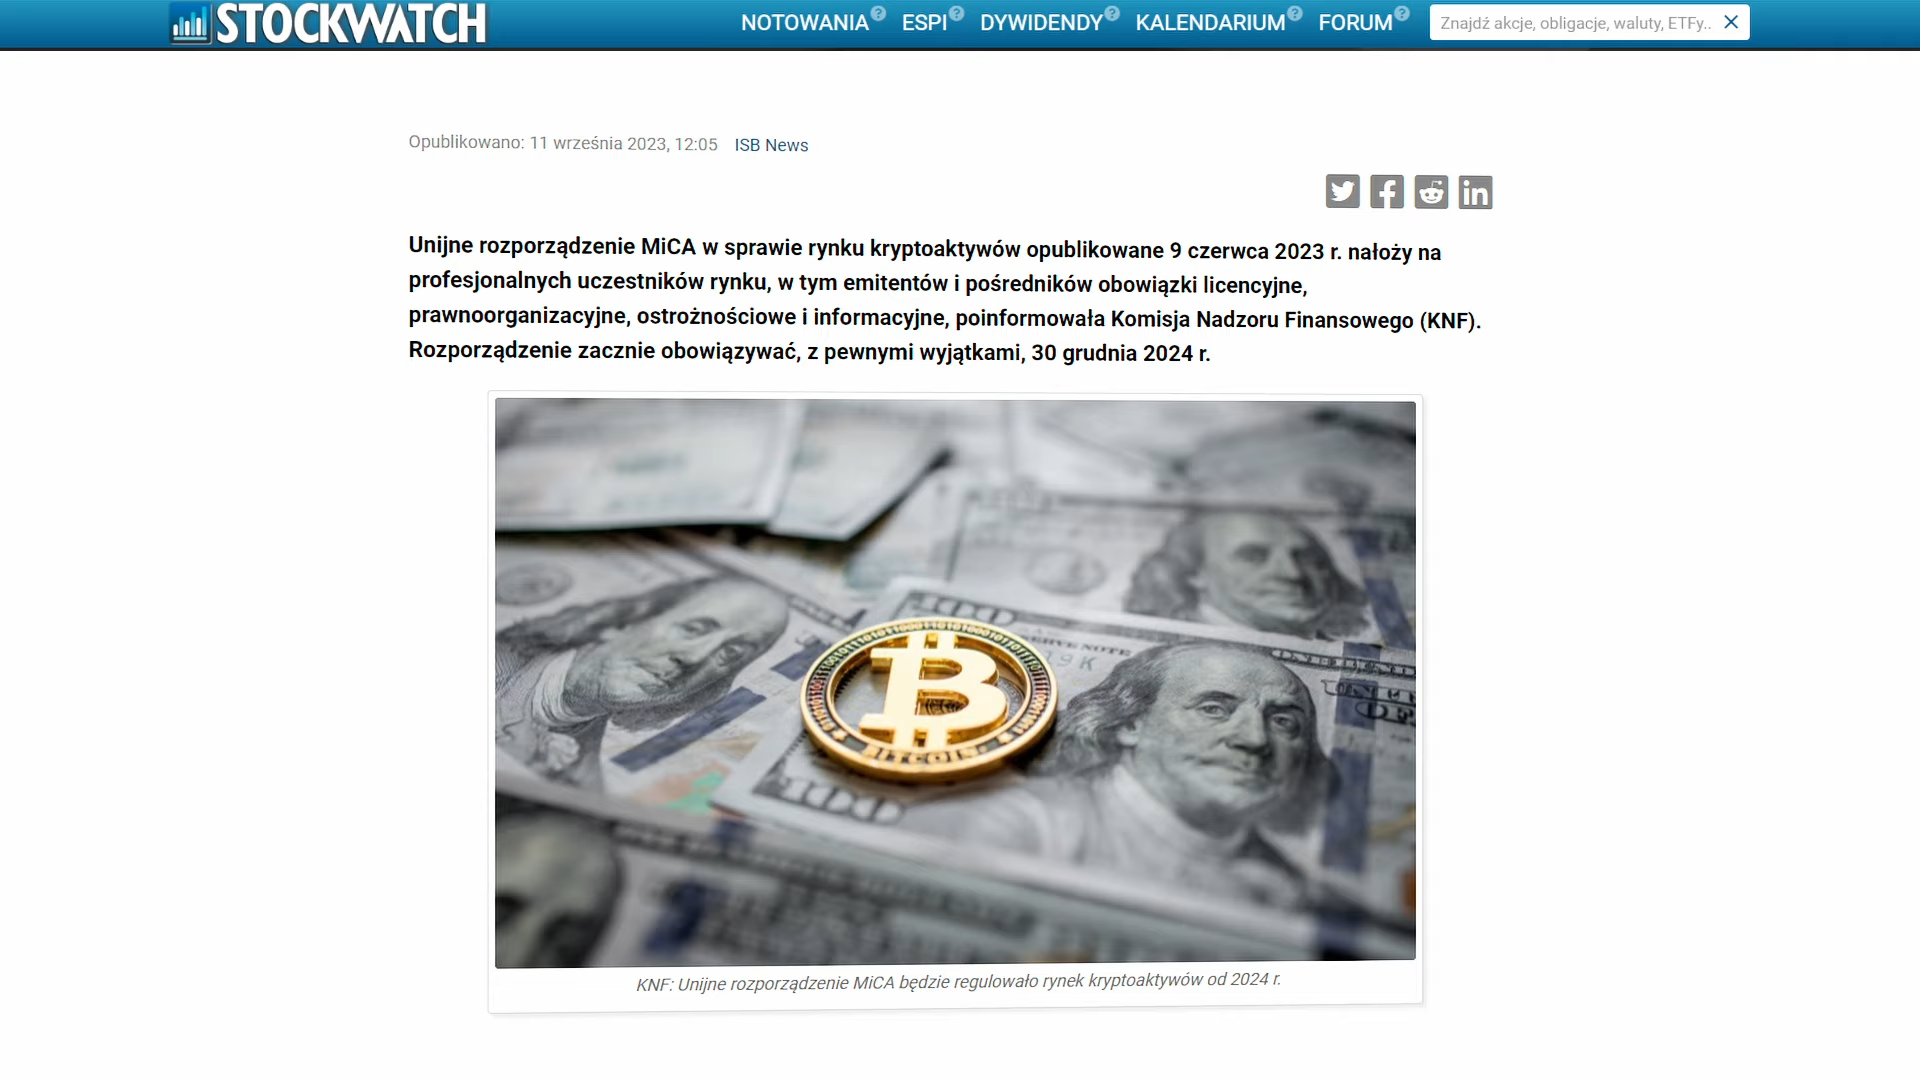 STOCKWATCH
NOTOWANIA ? ESPI ? DYWIDENDY ? KALENDARIUM ? FORUM ? Znajdź akcje, obligacje, waluty, ETFy..
Opublikowano: 11 września 2023, 12:05 ISB News
Unijne rozporządzenie MiCA w sprawie rynku kryptoaktywów opublikowane 9 czerwca 2023 r. nałoży na
profesjonalnych uczestników rynku, w tym emitentów i pośredników obowiązki licencyjne,
prawnoorganizacyjne, ostrożnościowe i informacyjne, poinformowała Komisja Nadzoru Finansowego (KNF).
Rozporządzenie zacznie obowiązywać, z pewnymi wyjątkami, 30 grudnia 2024 r.
100
19K
B
BITCOIN
100
KNF: Unijne rozporządzenie MiCA będzie regulowało rynek kryptoaktywów od 2024 r.